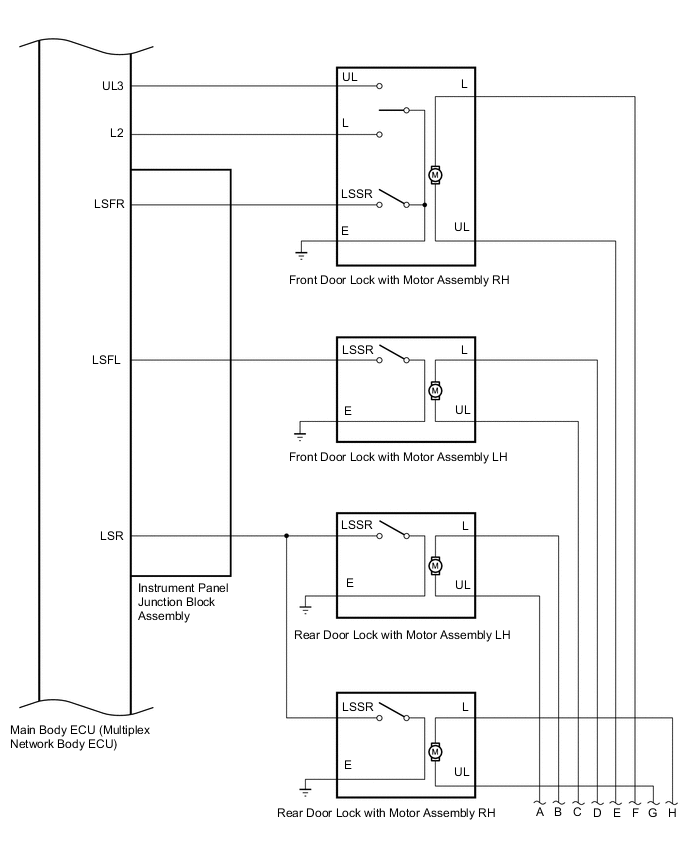 UL3
UL
L
L2
L
M
LSFR
LSSR
E
UL
Front Door Lock with Motor Assembly RH
LSFL
LSSR
L
M
E
UL
Front Door Lock with Motor Assembly LH
LSR
LSSR
L
M
E
UL
Instrument Panel
Junction Block
Assembly
Rear Door Lock with Motor Assembly LH
LSSR
L
Main Body ECU (Multiplex
Network Body ECU)
M
E
UL
Rear Door Lock with Motor Assembly RH
A B C D E F G H